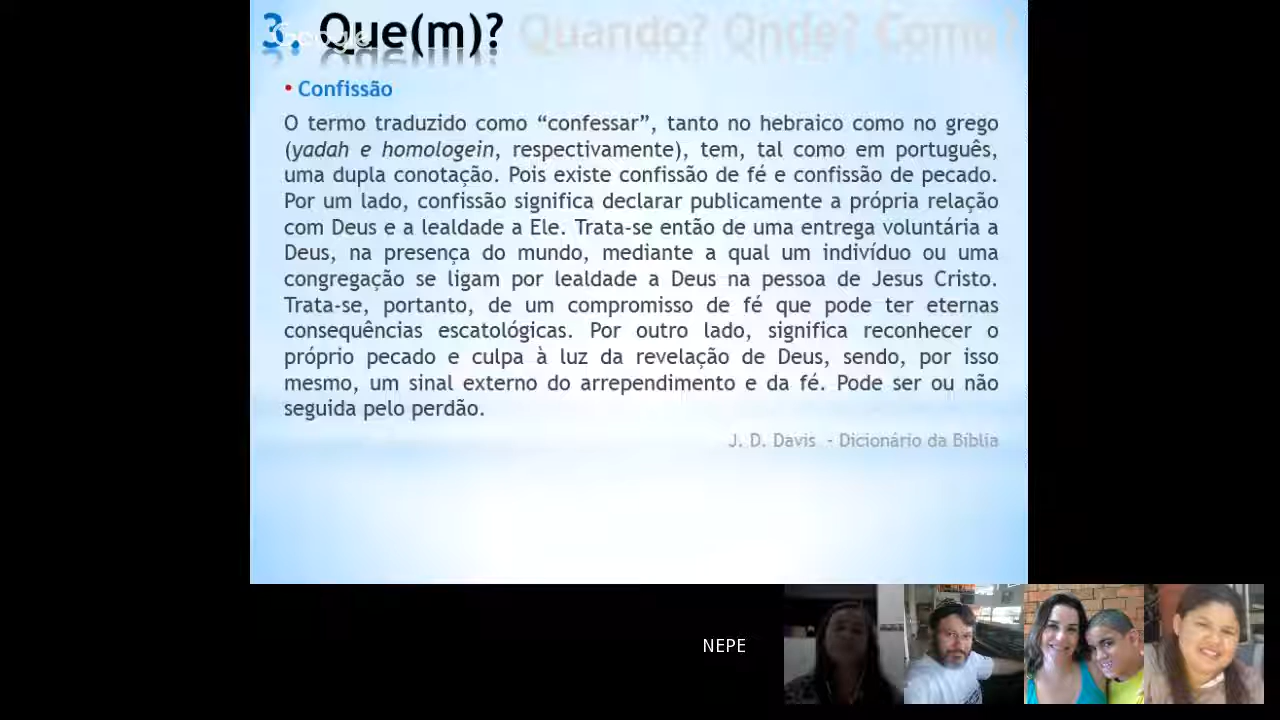 3. Que(m)? Quando? Onde? Como?
Google
• Confissão
O termo traduzido como “confessar”, tanto no hebraico como no grego
(yadah e homologein, respectivamente), tem, tal como em português,
uma dupla conotação. Pois existe confissão de fé e confissão de pecado.
Por um lado, confissão significa declarar publicamente a própria relação
com Deus e a lealdade a Ele. Trata-se então de uma entrega voluntária a
Deus, na presença do mundo, mediante a qual um indivíduo ou uma
congregação se ligam por lealdade a Deus na pessoa de Jesus Cristo.
Trata-se, portanto, de um compromisso de fé que pode ter eternas
consequências escatológicas. Por outro lado, significa reconhecer o
próprio pecado e culpa à luz da revelação de Deus, sendo, por isso
mesmo, um sinal externo do arrependimento e da fé. Pode ser ou não
seguida pelo perdão.
J. D. Davis - Dicionário da Bíblia
NEPE